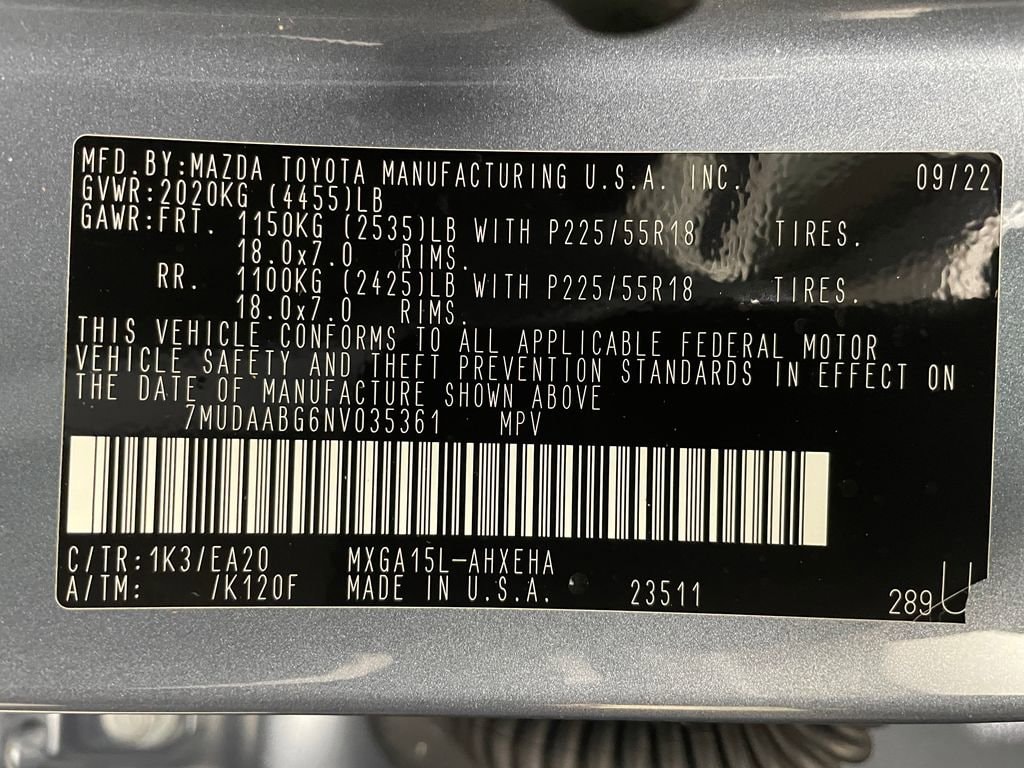 MFD.BY:MAZDA TOYOTA MANUFACTURING U.S.A. INC. 09/22
GVWR:2020KG (4455)LB
GAWR:FRT. 1150KG (2535)LB WITH P225/55R18 TIRES.
18.0x7.0 RIMS.
RR. 1100KG (2425)LB WITH P225/55R18 TIRES.
18.0x7.0 RIMS.
THIS VEHICLE CONFORMS TO ALL APPLICABLE FEDERAL MOTOR
VEHICLE SAFETY AND THEFT PREVENTION STANDARDS IN EFFECT ON
THE DATE OF MANUFACTURE SHOWN ABOVE
7MUDAABG6NV035361 MPV
C/TR:1K3/EA20 MXGA15L-AHXEHA
A/TM: /K120F MADE IN U.S.A. 23511 289U